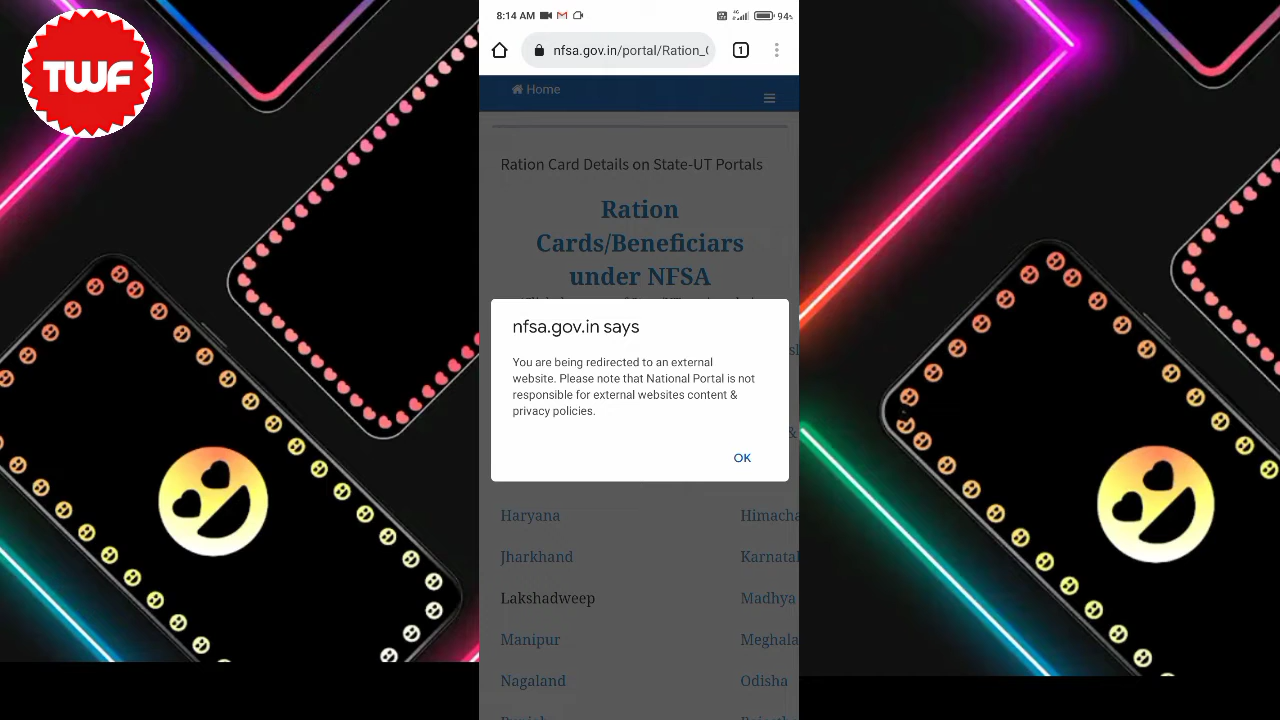 TWF
8:14 AM
4G
94%
nfsa.gov.in/portal/Ration_
1
Home
Ration Card Details on State-UT Portals
Ration
Cards/Beneficiars
under NFSA
nfsa.gov.in says
You are being redirected to an external
website. Please note that National Portal is not
responsible for external websites content &
privacy policies.
OK
&
Haryana Himacha
Jharkhand Karnatak
Lakshadweep Madhya
Manipur Meghala
Nagaland Odisha